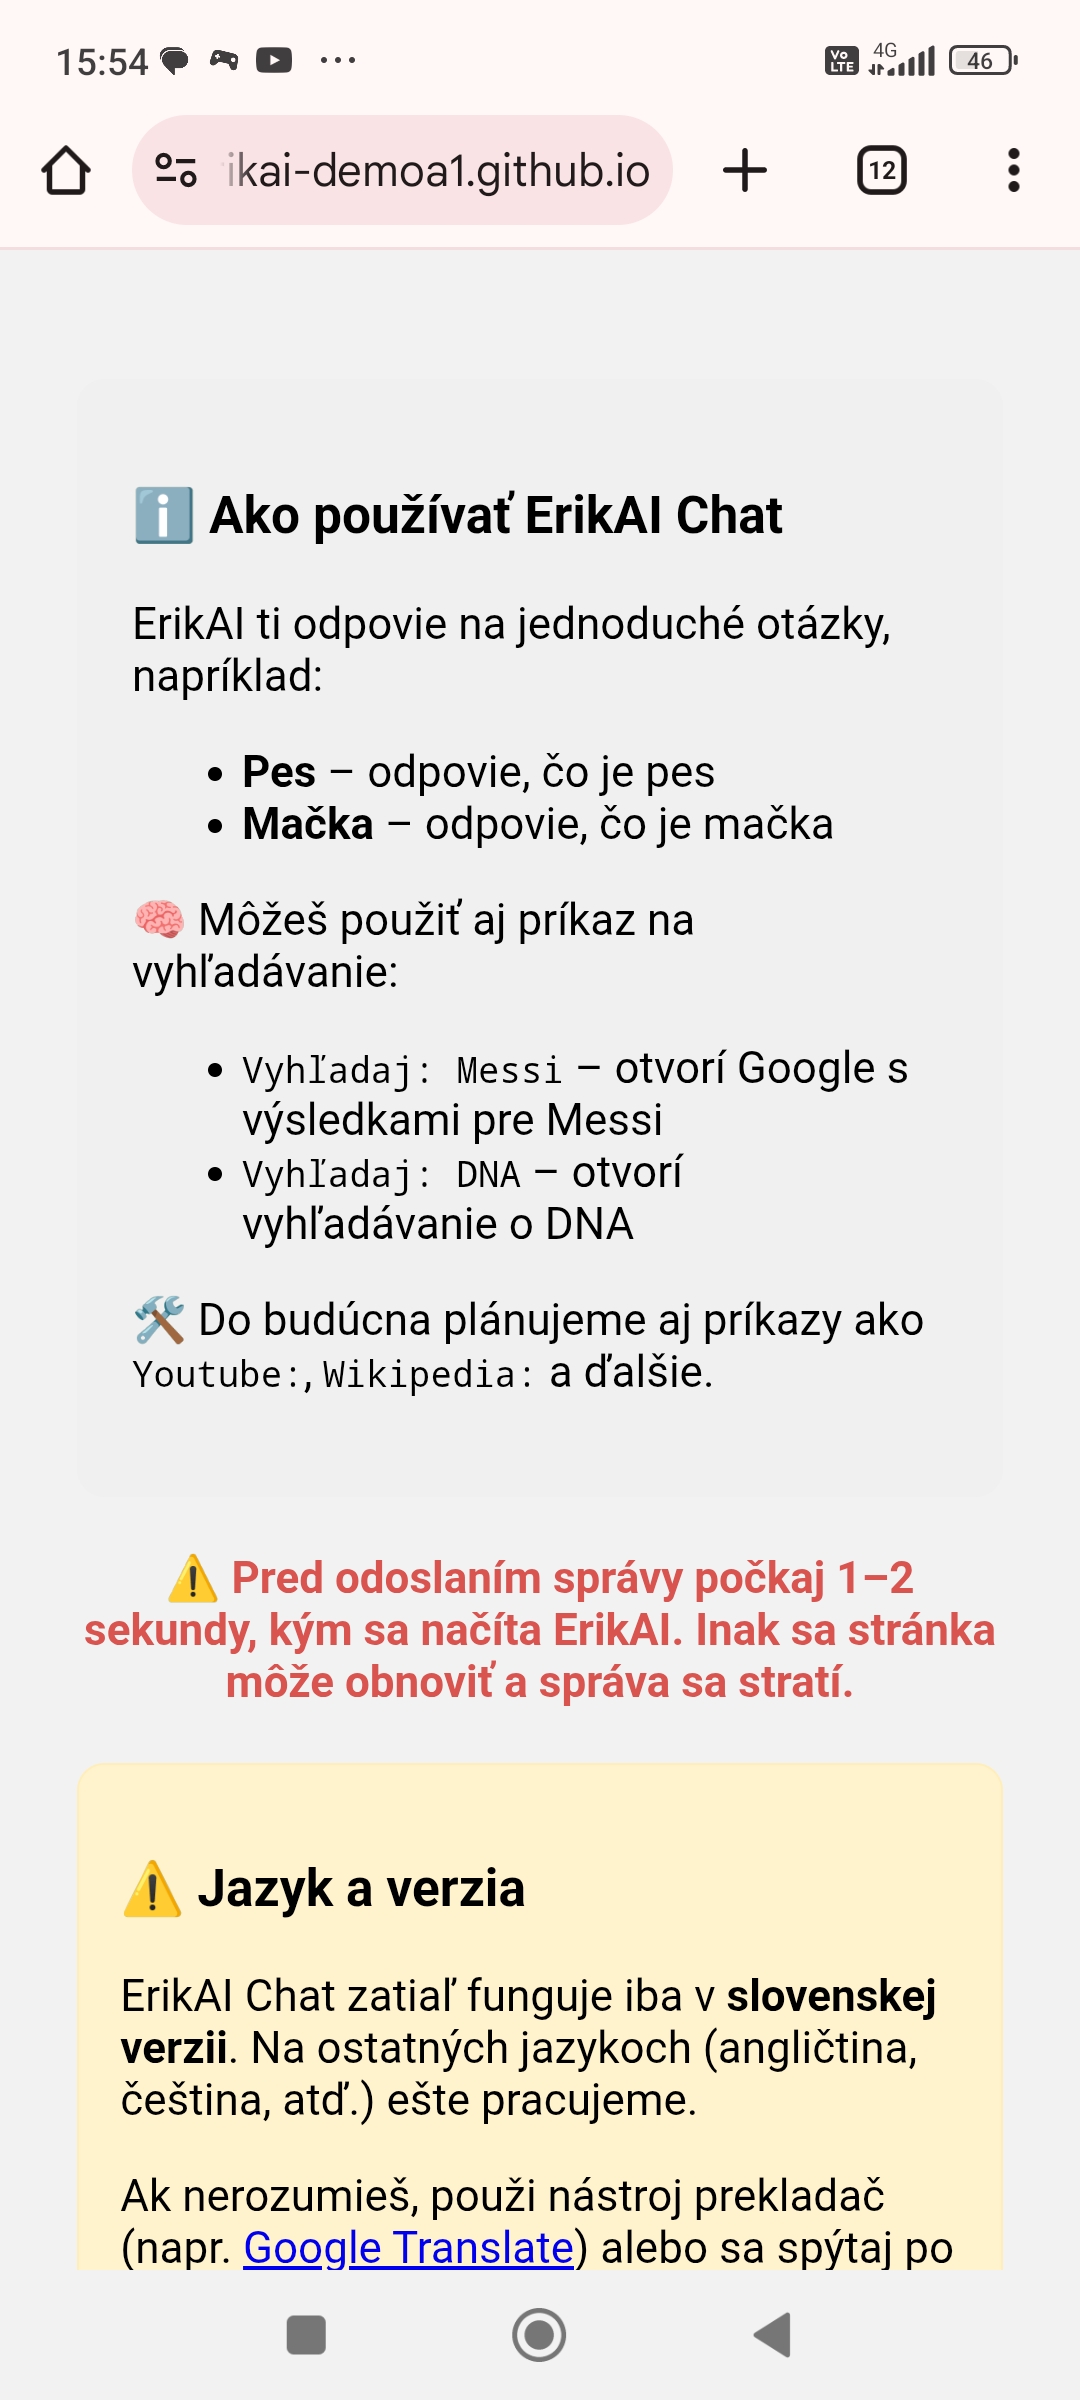 15:54
Vo LTE
4G
46
ikai-demoa1.github.io
12
ℹ️ Ako používať ErikAI Chat
ErikAI ti odpovie na jednoduché otázky,
napríklad:
• Pes – odpovie, čo je pes
• Mačka – odpovie, čo je mačka
🧠 Môžeš použiť aj príkaz na
vyhľadávanie:
• Vyhľadaj: Messi – otvorí Google s
výsledkami pre Messi
• Vyhľadaj: DNA – otvorí
vyhľadávanie o DNA
🛠️ Do budúcna plánujeme aj príkazy ako
Youtube:, Wikipedia: a ďalšie.
⚠️ Pred odoslaním správy počkaj 1–2
sekundy, kým sa načíta ErikAI. Inak sa stránka
môže obnoviť a správa sa stratí.
⚠️ Jazyk a verzia
ErikAI Chat zatiaľ funguje iba v slovenskej
verzii. Na ostatných jazykoch (angličtina,
čeština, atď.) ešte pracujeme.
Ak nerozumieš, použi nástroj prekladač
(napr. Google Translate) alebo sa spýtaj po